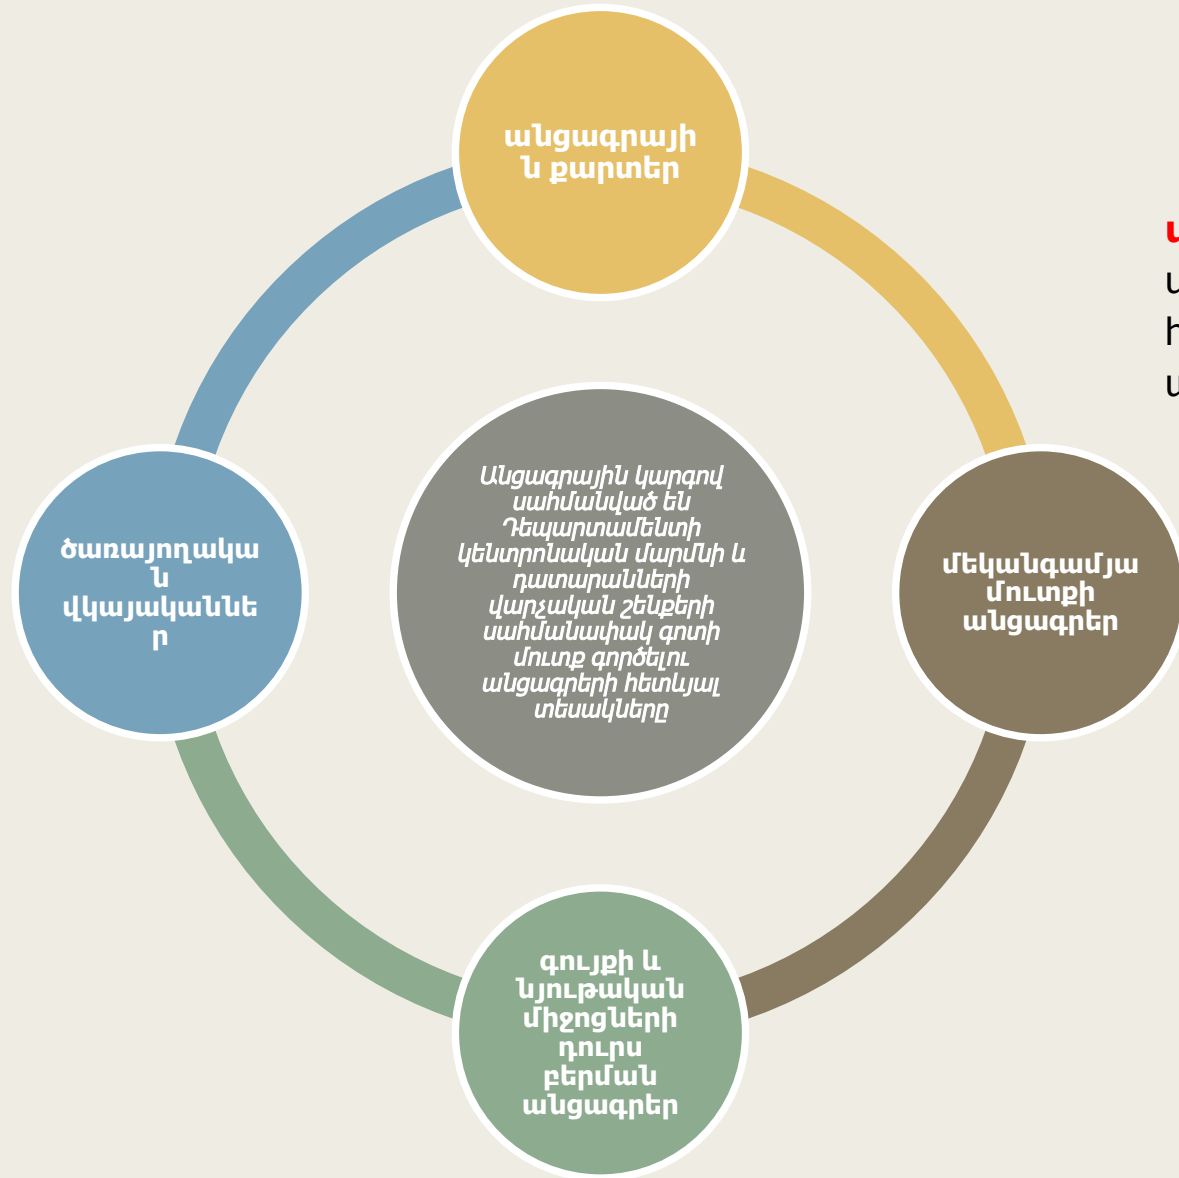 անցագրայի
ն քարտեր
Անցագրային կարգով
սահմանված են
Դեպարտամենտի
կենտրոնական մարմնի և
դատարանների
վարչական շենքերի
սահմանափակ գոտի
մուտք գործելու
անցագրերի հետևյալ
տեսակները
ծառայողակա
ն
վկայականնե
ր
մեկանգամյա
մուտքի
անցագրեր
գույքի և
նյութական
միջոցների
դուրս
բերման
անցագրեր